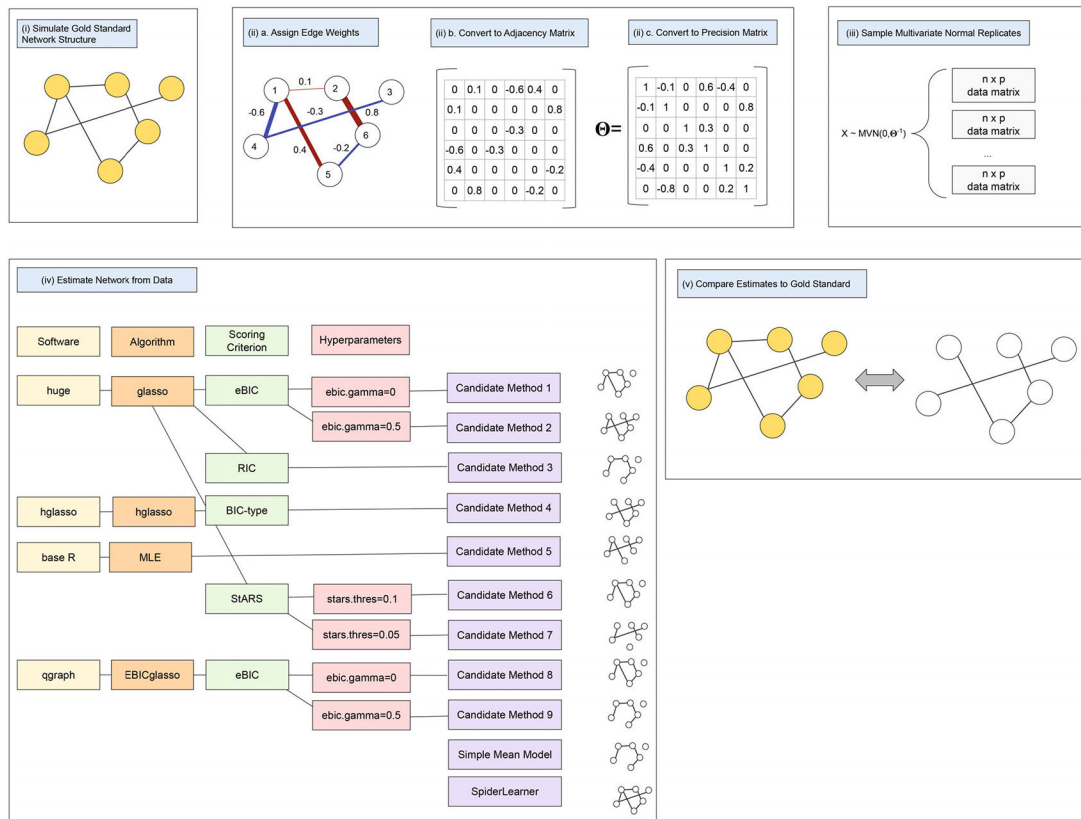 (i) Simulate Gold Standard
Network Structure
(ii) a. Assign Edge Weights
(ii) b. Convert to Adjacency Matrix
(ii) c. Convert to Precision Matrix
(iii) Sample Multivariate Normal Replicates
1
0.1
2
3
-0.6
-0.3
0.8
4
6
0.4
-0.2
5
0 0.1 0 -0.6 0.4 0
0.1 0 0 0 0 0.8
0 0 0 -0.3 0 0
-0.6 0 -0.3 0 0 0
0.4 0 0 0 0 -0.2
0 0.8 0 0 -0.2 0
Θ=
1 -0.1 0 0.6 -0.4 0
-0.1 1 0 0 0 0.8
0 0 1 0.3 0 0
0.6 0 0.3 1 0 0
-0.4 0 0 0 1 0.2
0 -0.8 0 0 0.2 1
X ~ MVN(0,Θ⁻¹)
n x p
data matrix
n x p
data matrix
...
n x p
data matrix
(iv) Estimate Network from Data
Software
Algorithm
Scoring
Criterion
Hyperparameters
huge
glasso
eBIC
ebic.gamma=0
Candidate Method 1
ebic.gamma=0.5
Candidate Method 2
RIC
Candidate Method 3
hglasso
hglasso
BIC-type
Candidate Method 4
base R
MLE
Candidate Method 5
StARS
stars.thres=0.1
Candidate Method 6
stars.thres=0.05
Candidate Method 7
qgraph
EBICglasso
eBIC
ebic.gamma=0
Candidate Method 8
ebic.gamma=0.5
Candidate Method 9
Simple Mean Model
SpiderLearner
(v) Compare Estimates to Gold Standard